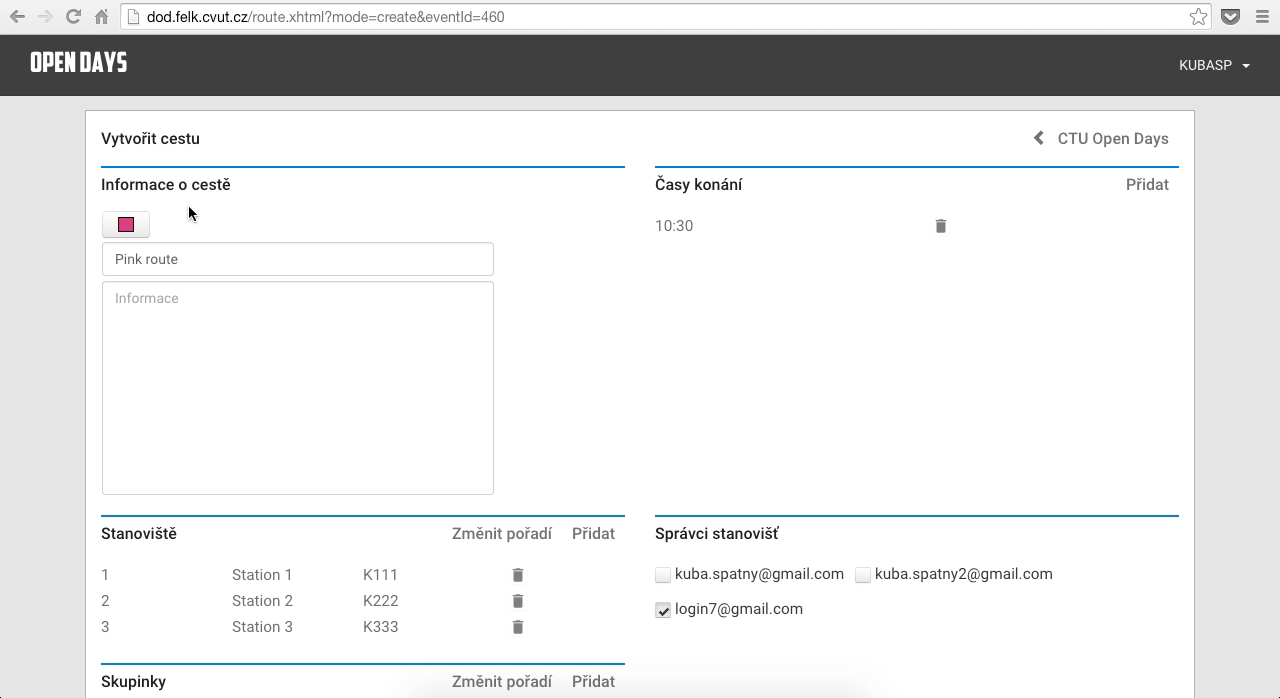 dod.felk.cvut.cz/route.xhtml?mode=create&eventId=460
OPEN DAYS
KUBASP
Vytvořit cestu
CTU Open Days
Informace o cestě
Pink route
Informace
Časy konání
Přidat
10:30
Stanoviště
Změnit pořadí
Přidat
1 Station 1 K111
2 Station 2 K222
3 Station 3 K333
Správci stanovišť
kuba.spatny@gmail.com kuba.spatny2@gmail.com
login7@gmail.com
Skupinky
Změnit pořadí
Přidat